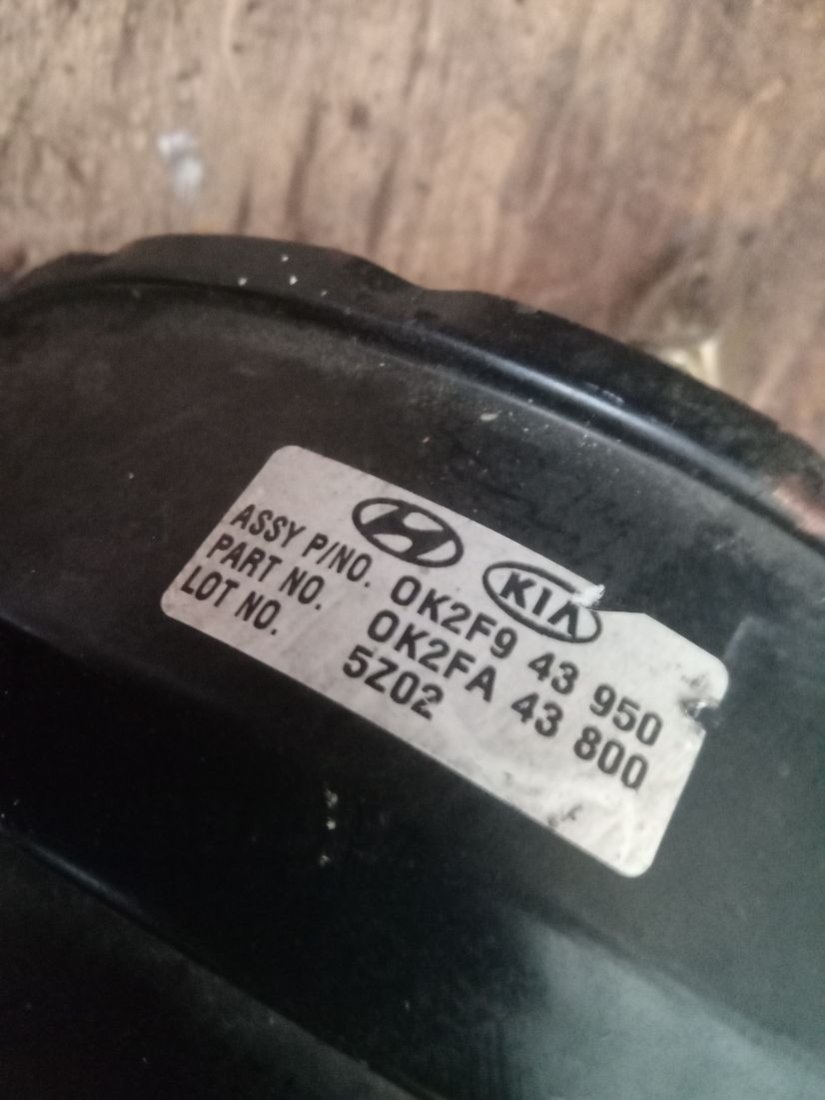 KIA
ASSY P/NO. 0K2F9 43 950
PART NO. 0K2FA 43 800
LOT NO. 5Z02